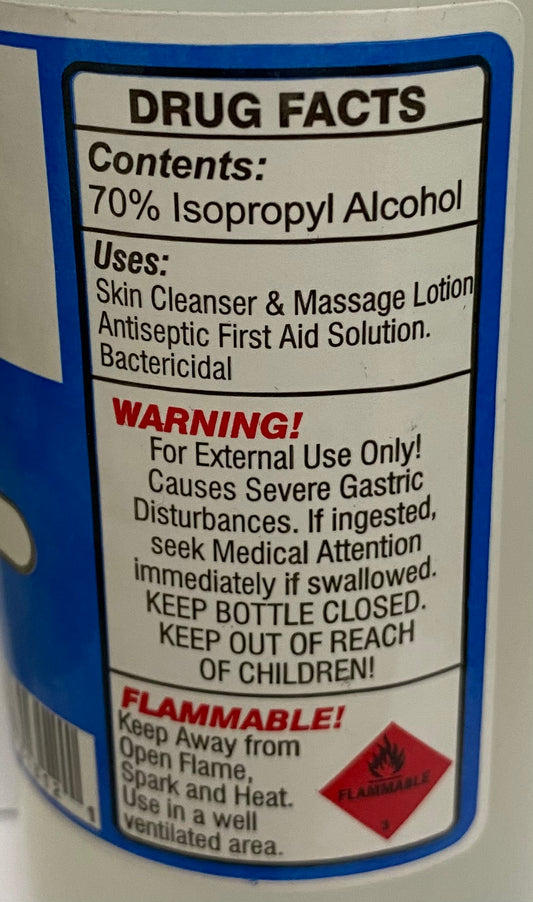 DRUG FACTS
Contents:
70% Isopropyl Alcohol
Uses:
Skin Cleanser & Massage Lotion
Antiseptic First Aid Solution.
Bactericidal
WARNING!
For External Use Only!
Causes Severe Gastric
Disturbances. If ingested,
seek Medical Attention
immediately if swallowed.
KEEP BOTTLE CLOSED.
KEEP OUT OF REACH
OF CHILDREN!
FLAMMABLE!
Keep Away from
Open Flame,
Spark and Heat.
Use in a well
ventilated area.
FLAMMABLE
3